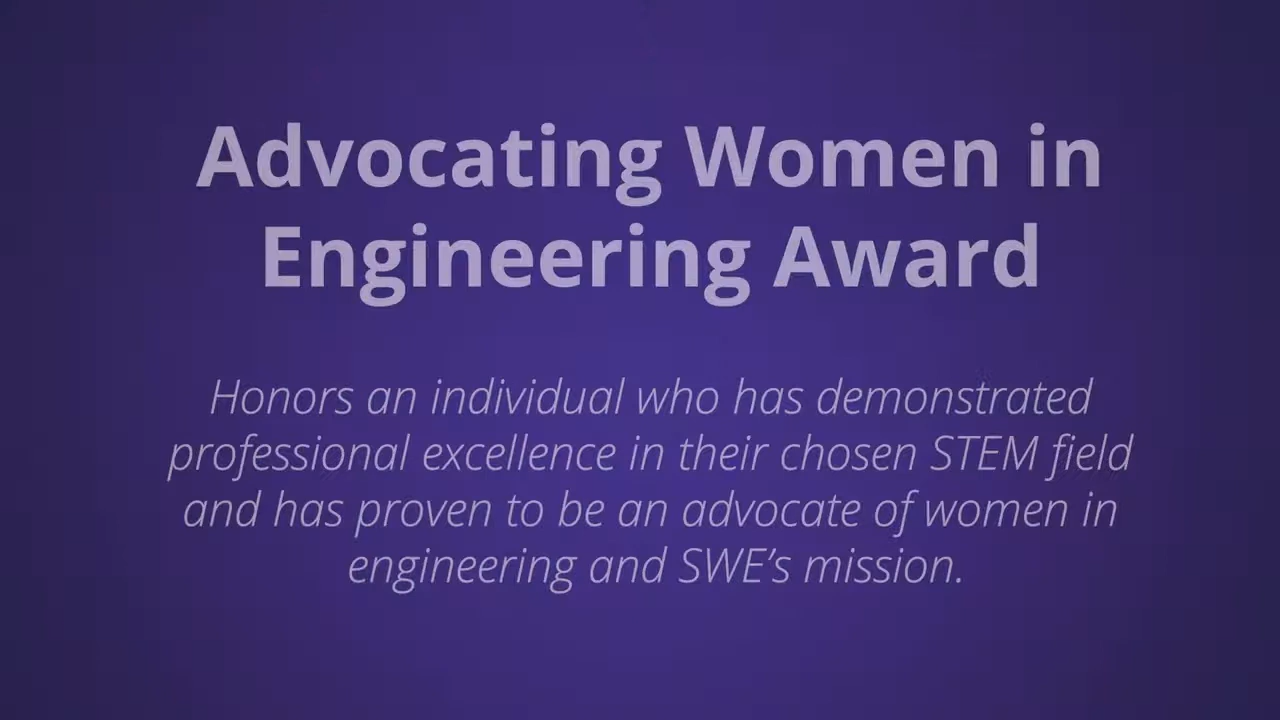 Advocating Women in
Engineering Award
Honors an individual who has demonstrated
professional excellence in their chosen STEM field
and has proven to be an advocate of women in
engineering and SWE’s mission.